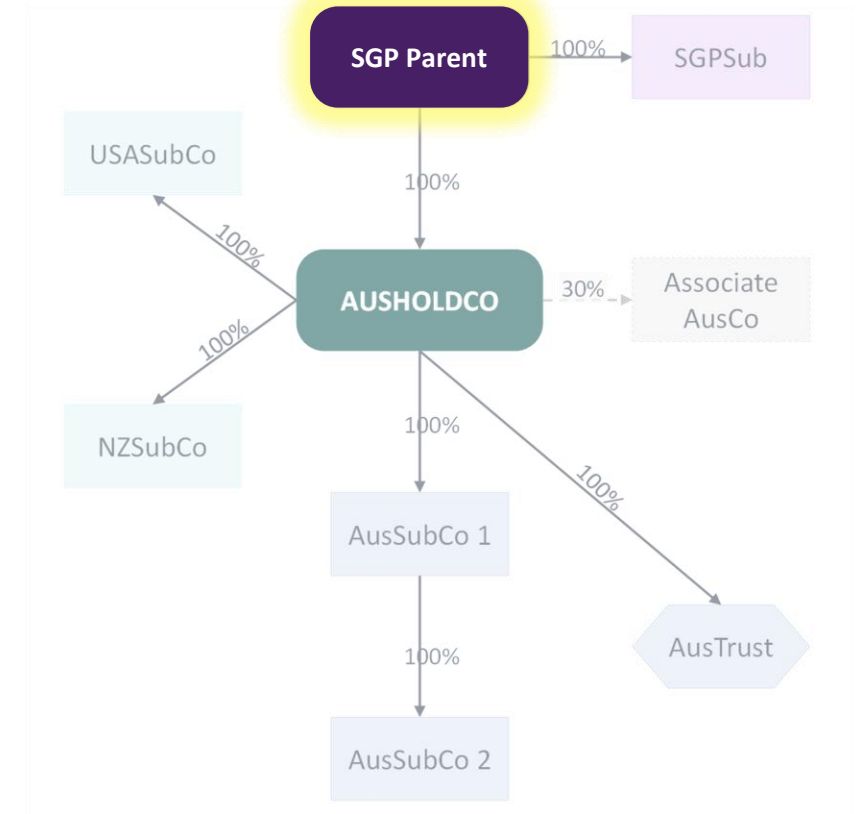 SGP Parent
100%
SGPSub
USASubCo
100%
100%
AUSHOLDCO
30%
Associate
AusCo
100%
NZSubCo
100%
100%
AusSubCo 1
100%
AusTrust
AusSubCo 2